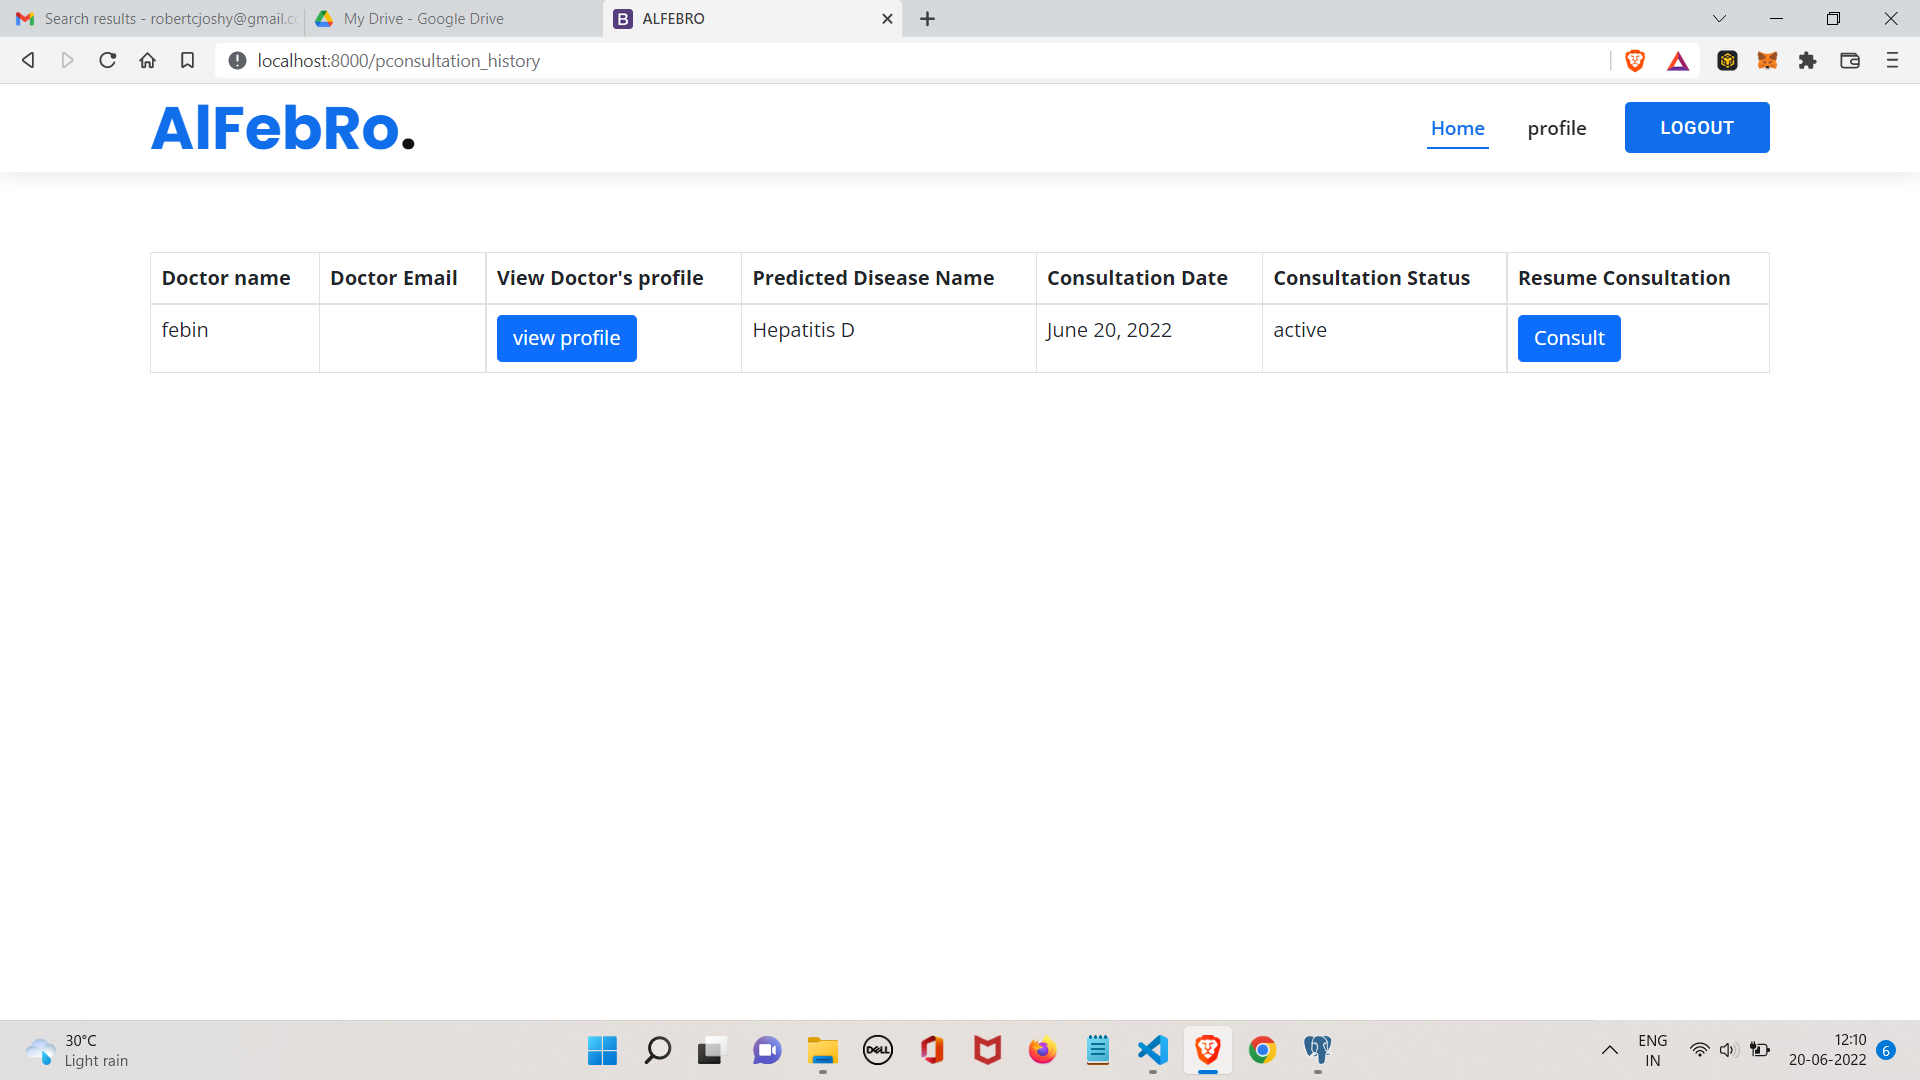 Search results - robertcjoshy@gmail.c
My Drive - Google Drive
ALFEBRO
localhost:8000/pconsultation_history
AlFebRo.
Home
profile
LOGOUT
Doctor name Doctor Email View Doctor's profile Predicted Disease Name Consultation Date Consultation Status Resume Consultation
febin view profile Hepatitis D June 20, 2022 active Consult
30°C
Light rain
DELL
ENG
IN
12:10
20-06-2022
6